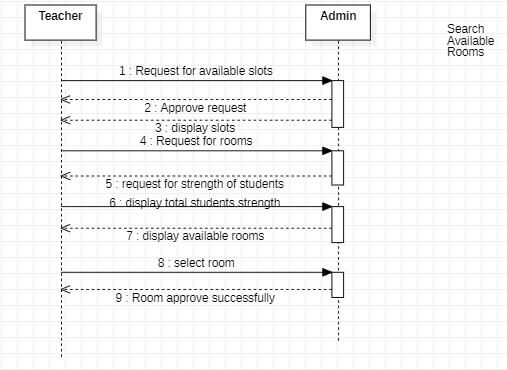 Teacher
Admin
Search
Available
Rooms
1 : Request for available slots
2 : Approve request
3 : display slots
4 : Request for rooms
5 : request for strength of students
6 : display total students strength
7 : display available rooms
8 : select room
9 : Room approve successfully